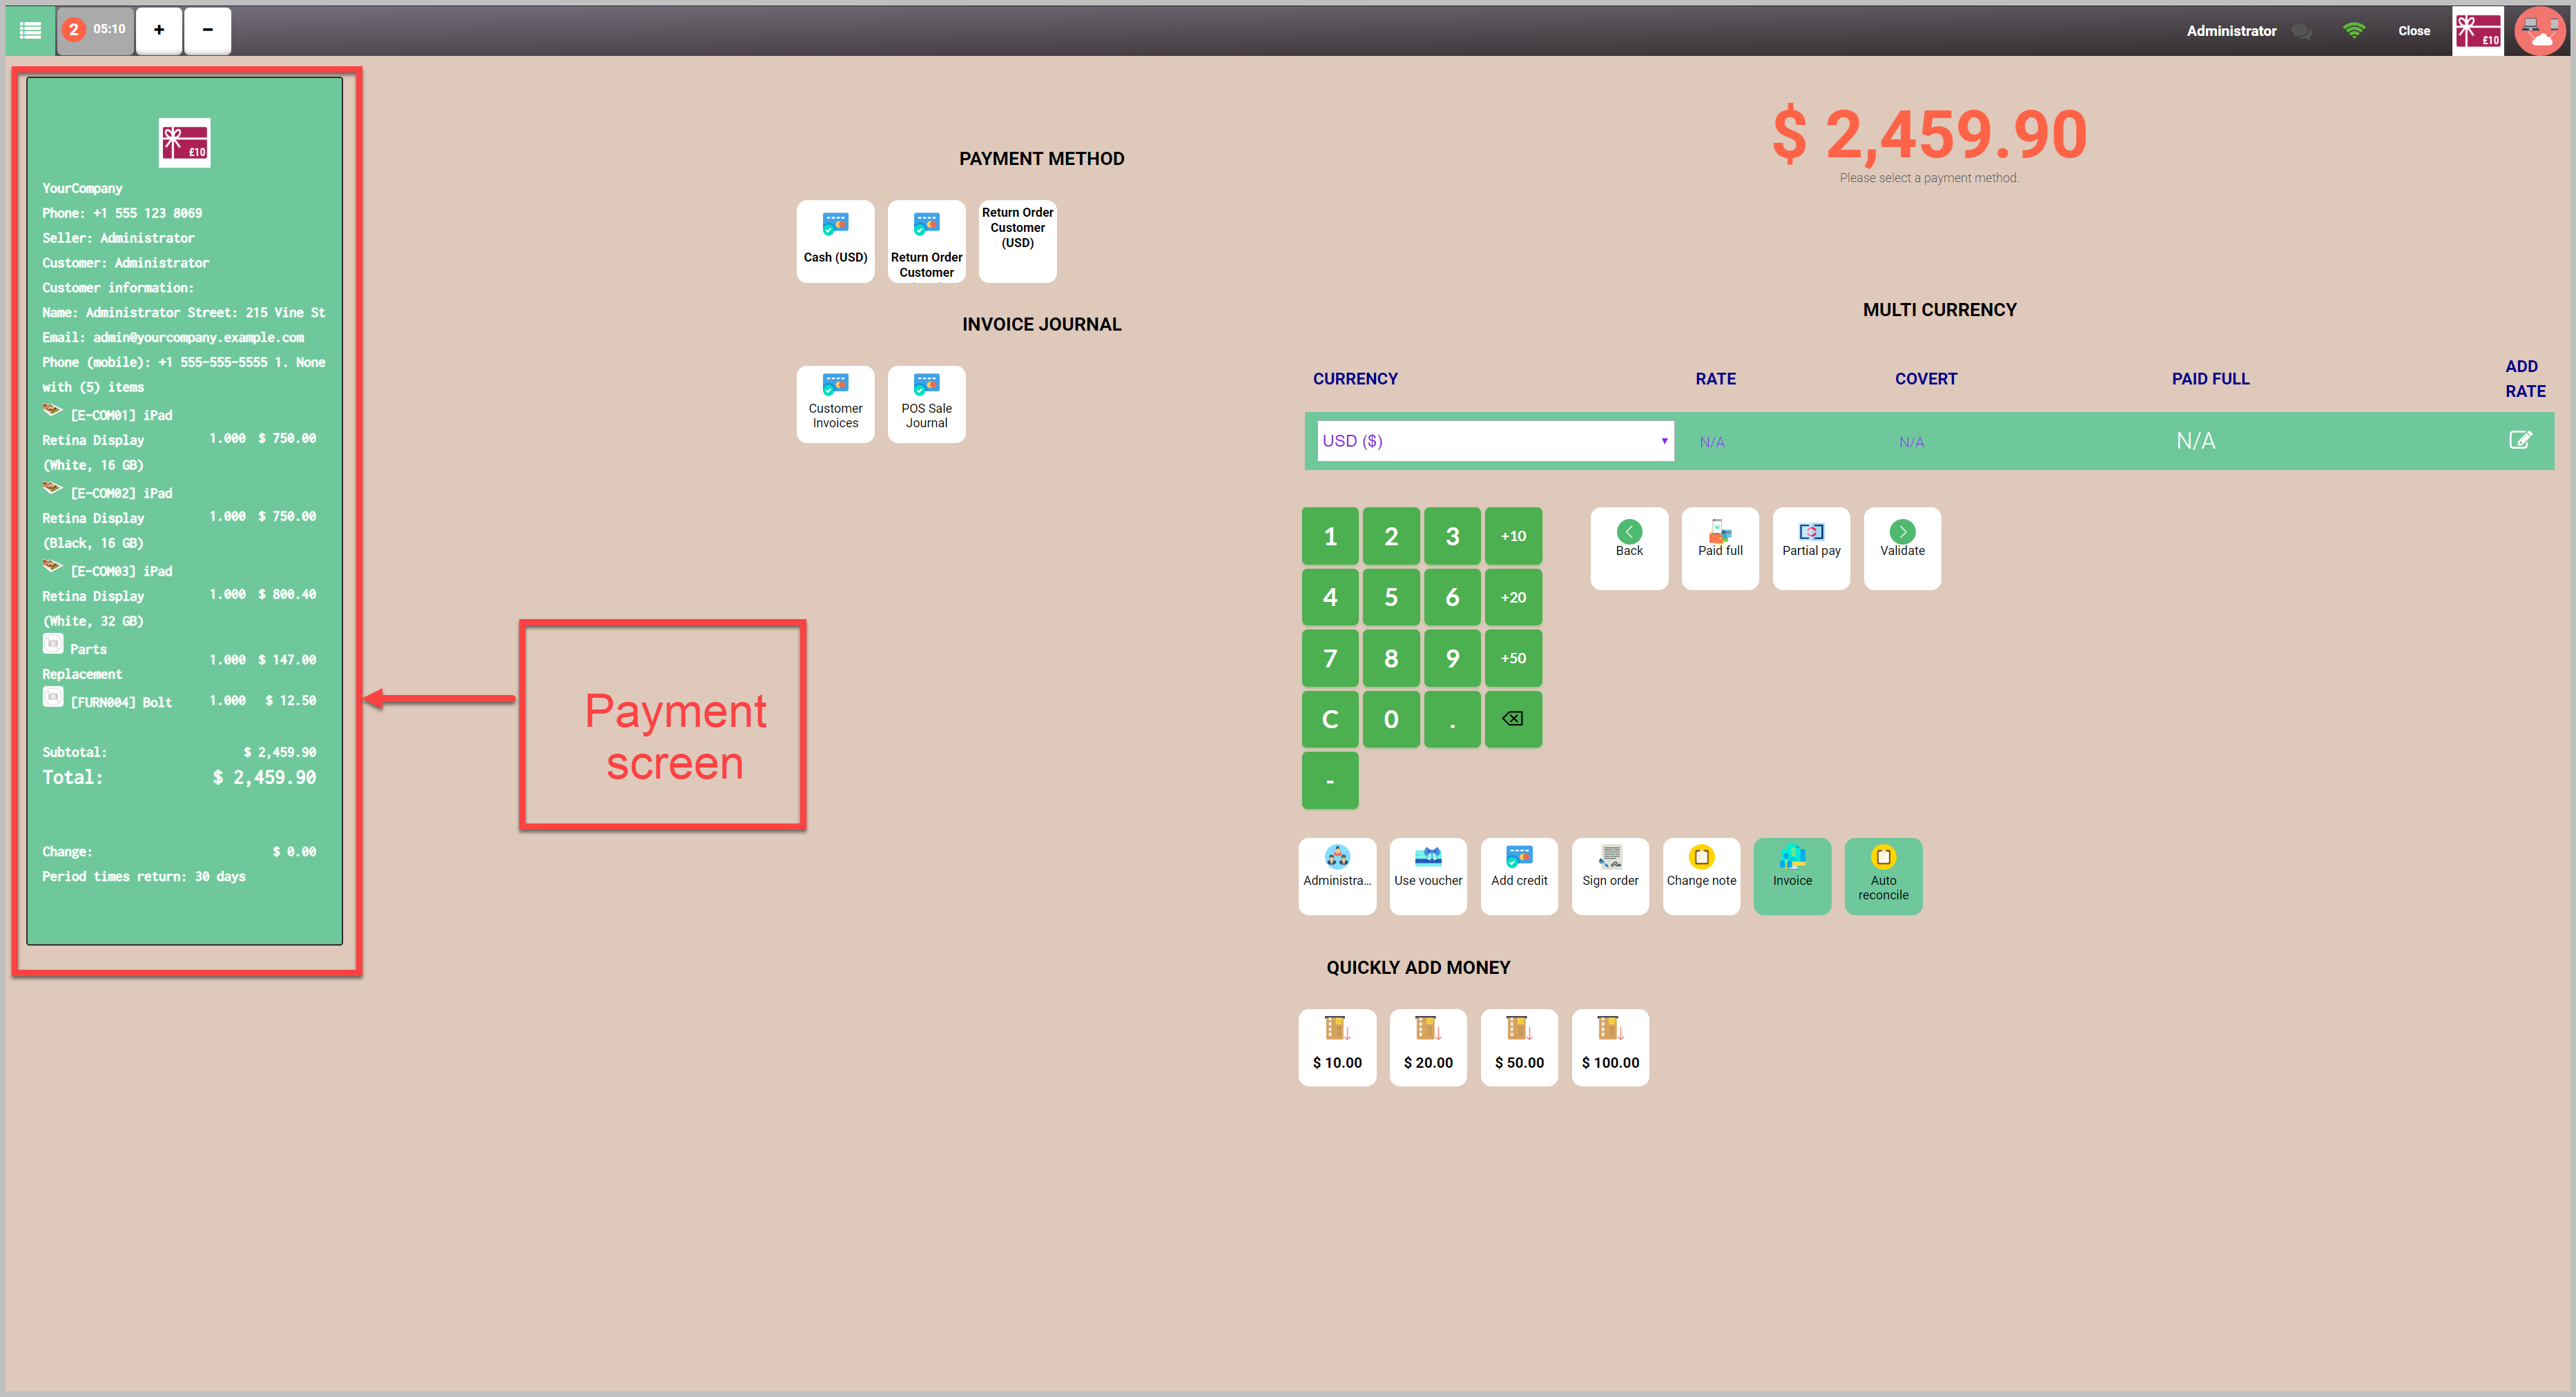 2 05:10 + -
Administrator
Close
£10
£10
YourCompany
Phone: +1 555 123 8069
Seller: Administrator
Customer: Administrator
Customer information:
Name: Administrator Street: 215 Vine St
Email: admin@yourcompany.example.com
Phone (mobile): +1 555-555-5555 1. None
with (5) items
[E-COM01] iPad
Retina Display 1.000 $ 750.00
(White, 16 GB)
[E-COM02] iPad
Retina Display 1.000 $ 750.00
(Black, 16 GB)
[E-COM03] iPad
Retina Display 1.000 $ 800.40
(White, 32 GB)
Parts
Replacement 1.000 $ 147.00
[FURN004] Bolt 1.000 $ 12.50
Subtotal: $ 2,459.90
Total: $ 2,459.90
Change: $ 0.00
Period times return: 30 days
Payment
screen
PAYMENT METHOD
Cash (USD)
Return Order
Customer
Return Order
Customer
(USD)
INVOICE JOURNAL
Customer
Invoices
POS Sale
Journal
$ 2,459.90
Please select a payment method.
MULTI CURRENCY
CURRENCY RATE COVERT PAID FULL ADD
RATE
USD ($) N/A N/A N/A
1 2 3 +10
4 5 6 +20
7 8 9 +50
C 0 .
-
Back
Paid full
Partial pay
Validate
Administra...
Use voucher
Add credit
Sign order
Change note
Invoice
Auto
reconcile
QUICKLY ADD MONEY
$ 10.00
$ 20.00
$ 50.00
$ 100.00